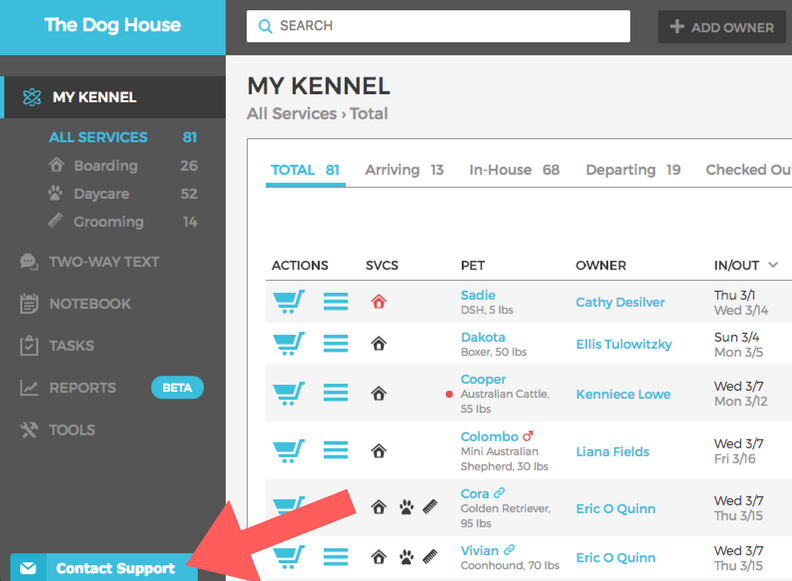 The Dog House
SEARCH
ADD OWNER
MY KENNEL
ALL SERVICES 81
Boarding 26
Daycare 52
Grooming 14
TWO-WAY TEXT
NOTEBOOK
TASKS
REPORTS BETA
TOOLS
Contact Support
MY KENNEL
All Services › Total
TOTAL 81 Arriving 13 In-House 68 Departing 19 Checked Ou
ACTIONS SVCS PET OWNER IN/OUT
Sadie
DSH, 5 lbs
Cathy Desilver
Thu 3/1
Wed 3/14
Dakota
Boxer, 50 lbs
Ellis Tulowitzky
Sun 3/4
Mon 3/5
Cooper
Australian Cattle,
55 lbs
Kenniece Lowe
Wed 3/7
Mon 3/12
Colombo
Mini Australian
Shepherd, 30 lbs
Liana Fields
Wed 3/7
Fri 3/16
Cora
Golden Retriever,
95 lbs
Eric O Quinn
Wed 3/7
Thu 3/15
Vivian
Coonhound, 70 lbs
Eric O Quinn
Wed 3/7
Thu 3/15